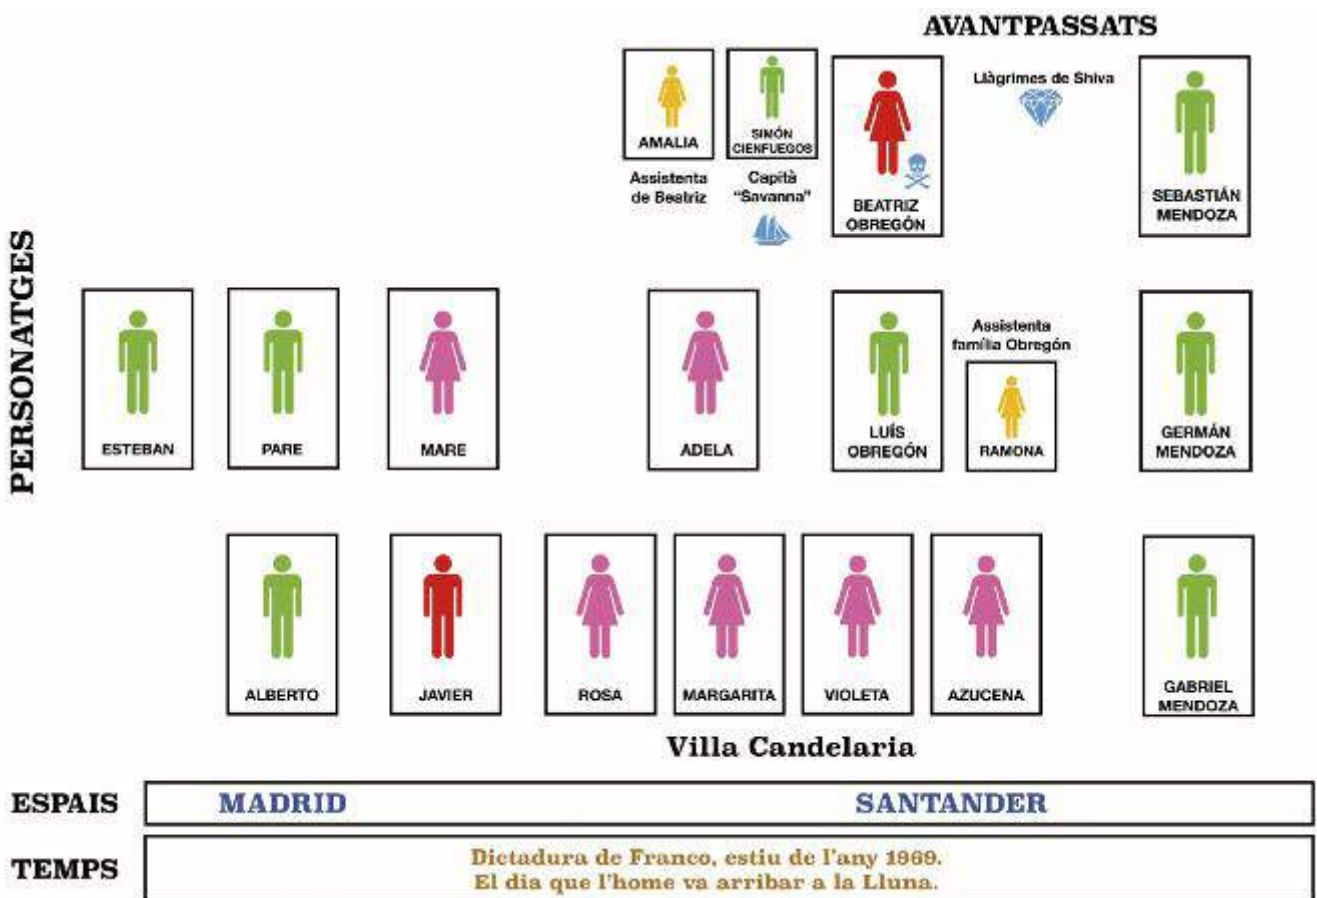 AVANTPASSATS
AMALIA
Assistenta
de Beatriz
SIMÓN
CIENFUEGOS
Capità
"Savanna"
BEATRIZ
OBREGÓN
Llàgrimes de Shiva
SEBASTIÁN
MENDOZA
PERSONATGES
ESTEBAN
PARE
MARE
ADELA
LUÍS
OBREGÓN
Assistenta
família Obregón
RAMONA
GERMÁN
MENDOZA
ALBERTO
JAVIER
ROSA
MARGARITA
VIOLETA
AZUCENA
GABRIEL
MENDOZA
Villa Candelaria
ESPAIS
MADRID
SANTANDER
TEMPS
Dictadura de Franco, estiu de l'any 1969.
El dia que l'home va arribar a la Lluna.